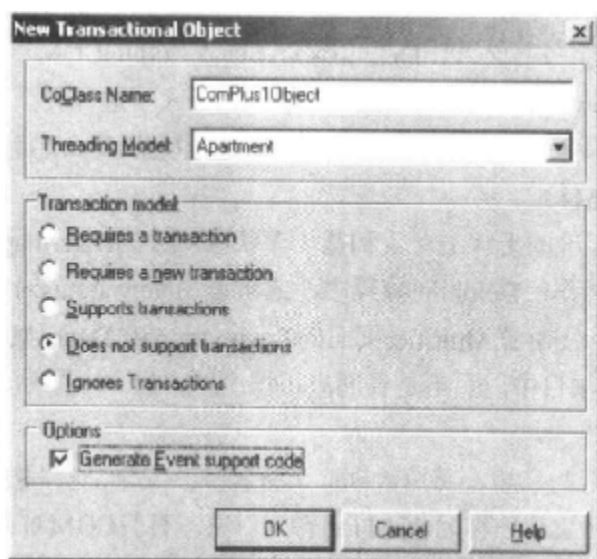 New Transactional Object
CoClass Name: ComPlus1Object
Threading Model: Apartment
Transaction model:
Requires a transaction
Requires a new transaction
Supports transactions
Does not support transactions
Ignores Transactions
Options
Generate Event support code
OK Cancel Help